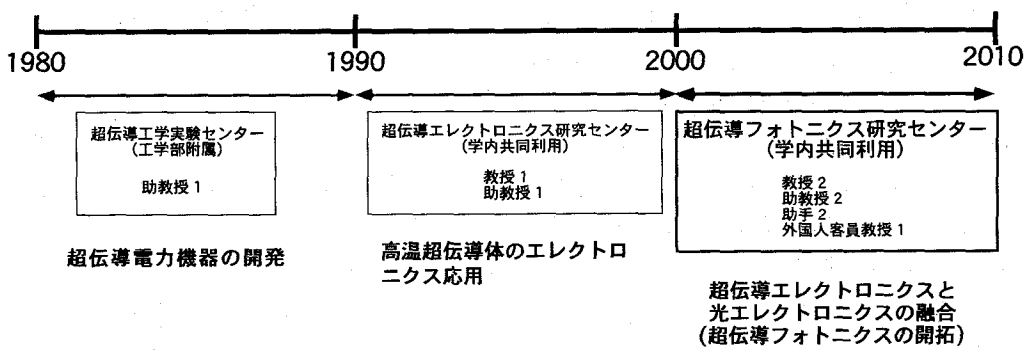 1980
1990
2000
2010
超伝導工学実験センター
(工学部附属)
助教授 1
超伝導電力機器の開発
超伝導エレクトロニクス研究センター
(学内共同利用)
教授 1
助教授 1
高温超伝導体のエレクトロ
ニクス応用
超伝導フォトニクス研究センター
(学内共同利用)
教授 2
助教授 2
助手 2
外国人客員教授 1
超伝導エレクトロニクスと
光エレクトロニクスの融合
(超伝導フォトニクスの開拓)